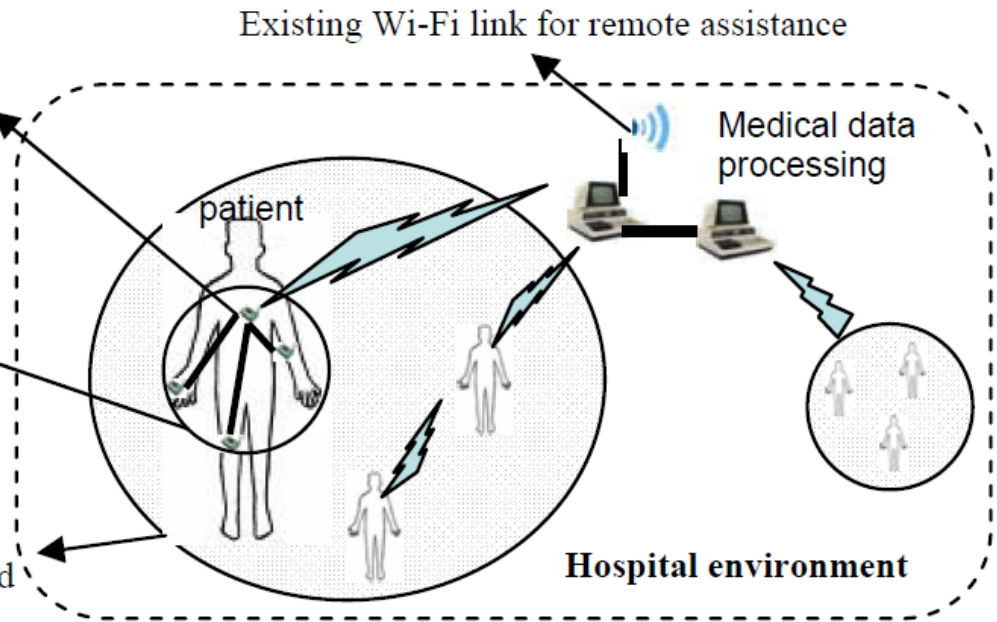 Existing Wi-Fi link for remote assistance
Medical data
processing
patient
Hospital environment